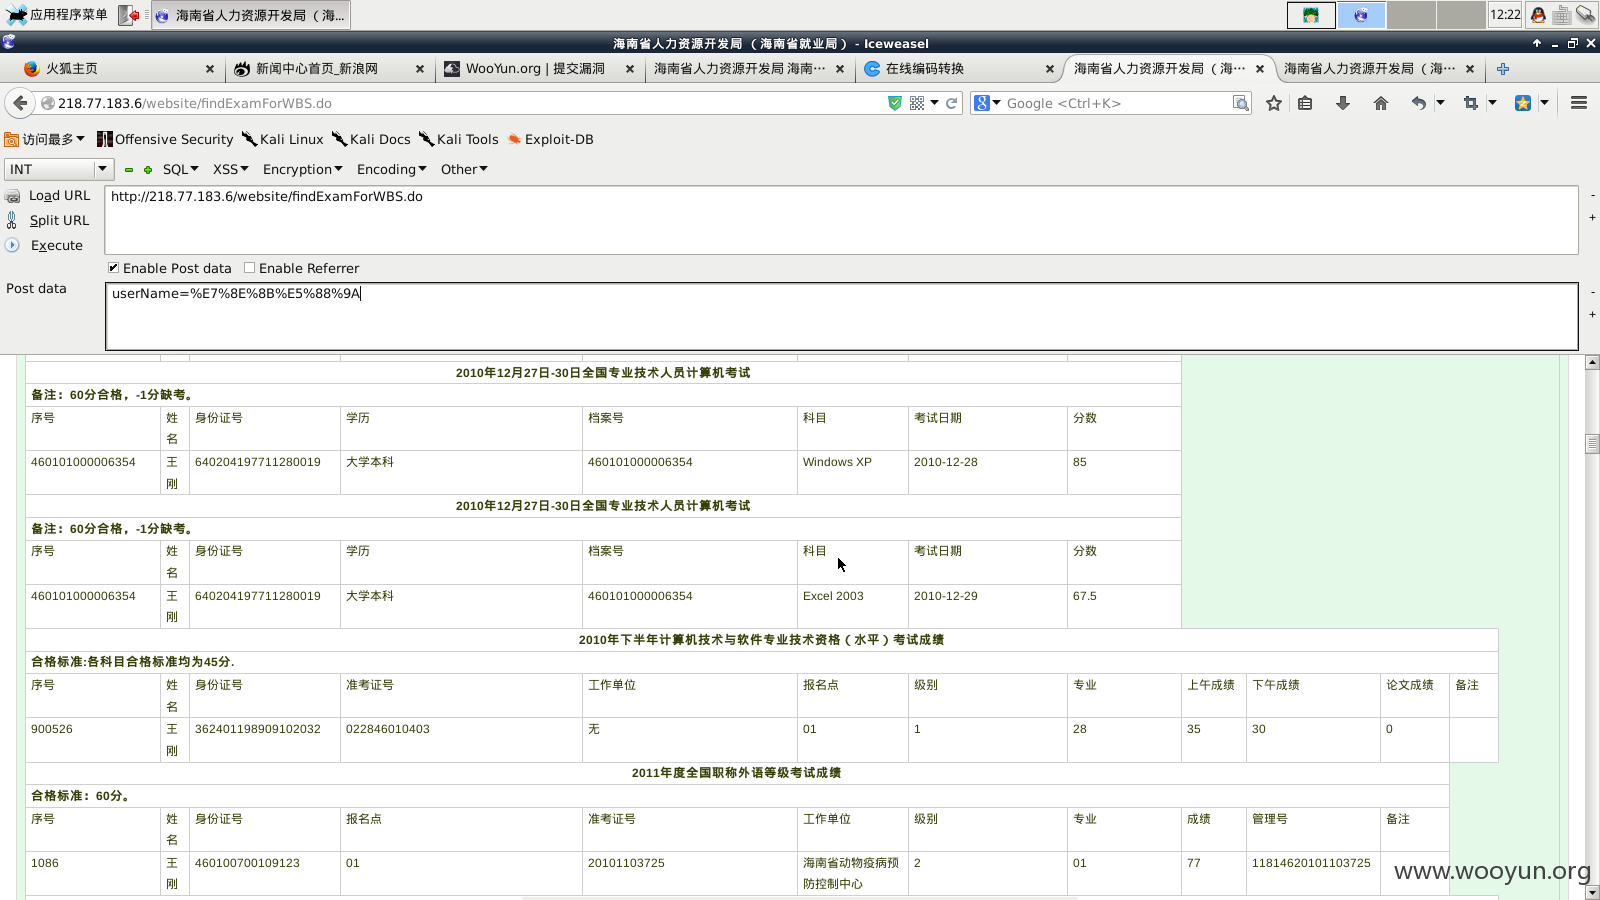 应用程序菜单 海南省人力资源开发局 （海... 12:22
海南省人力资源开发局 （海南省就业局） - Iceweasel
火狐主页 新闻中心首页_新浪网 WooYun.org | 提交漏洞 海南省人力资源开发局 海南… 在线编码转换 海南省人力资源开发局 （海… 海南省人力资源开发局 （海…
218.77.183.6/website/findExamForWBS.do Google <Ctrl+K>
访问最多 Offensive Security Kali Linux Kali Docs Kali Tools Exploit-DB
INT SQL XSS Encryption Encoding Other
Load URL http://218.77.183.6/website/findExamForWBS.do
Split URL
Execute
Enable Post data Enable Referrer
Post data userName=%E7%8E%8B%E5%88%9A
2010年12月27日-30日全国专业技术人员计算机考试
备注：60分合格，-1分缺考。
序号 姓名 身份证号 学历 档案号 科目 考试日期 分数
460101000006354 王刚 640204197711280019 大学本科 460101000006354 Windows XP 2010-12-28 85
2010年12月27日-30日全国专业技术人员计算机考试
备注：60分合格，-1分缺考。
序号 姓名 身份证号 学历 档案号 科目 考试日期 分数
460101000006354 王刚 640204197711280019 大学本科 460101000006354 Excel 2003 2010-12-29 67.5
2010年下半年计算机技术与软件专业技术资格（水平）考试成绩
合格标准:各科目合格标准均为45分.
序号 姓名 身份证号 准考证号 工作单位 报名点 级别 专业 上午成绩 下午成绩 论文成绩 备注
900526 王刚 362401198909102032 022846010403 无 01 1 28 35 30 0
2011年度全国职称外语等级考试成绩
合格标准：60分。
序号 姓名 身份证号 报名点 准考证号 工作单位 级别 专业 成绩 管理号 备注
1086 王刚 460100700109123 01 20101103725 海南省动物疫病预防控制中心 2 01 77 11814620101103725
www.wooyun.org